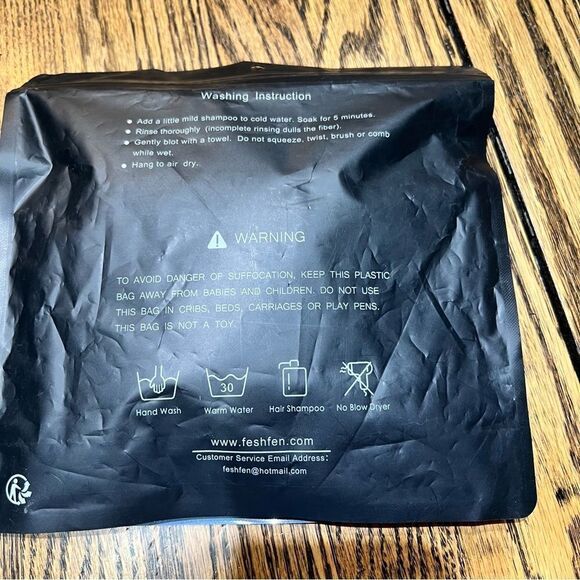 Washing Instruction
• Add a little mild shampoo to cold water. Soak for 5 minutes.
• Rinse thoroughly (incomplete rinsing dulls the fiber).
• Gently blot with a towel. Do not squeeze, twist, brush or comb
while wet.
• Hang to air dry.
WARNING
TO AVOID DANGER OF SUFFOCATION, KEEP THIS PLASTIC
BAG AWAY FROM BABIES AND CHILDREN. DO NOT USE
THIS BAG IN CRIBS, BEDS, CARRIAGES OR PLAY PENS.
THIS BAG IS NOT A TOY.
30
Hand Wash Warm Water Hair Shampoo No Blow Dryer
www.feshfen.com
Customer Service Email Address:
feshfen@hotmail.com